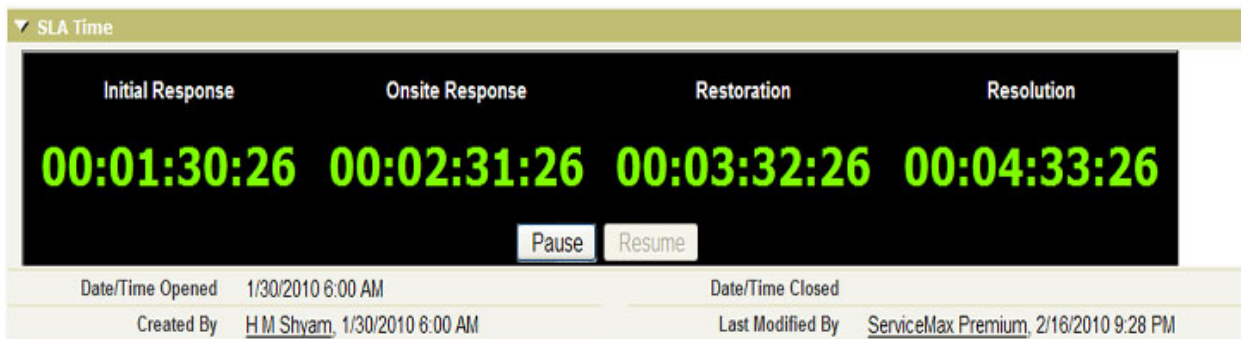 SLA Time
Initial Response Onsite Response Restoration Resolution
00:01:30:26 00:02:31:26 00:03:32:26 00:04:33:26
Pause Resume
Date/Time Opened 1/30/2010 6:00 AM Date/Time Closed
Created By H M Shyam, 1/30/2010 6:00 AM Last Modified By ServiceMax Premium, 2/16/2010 9:28 PM